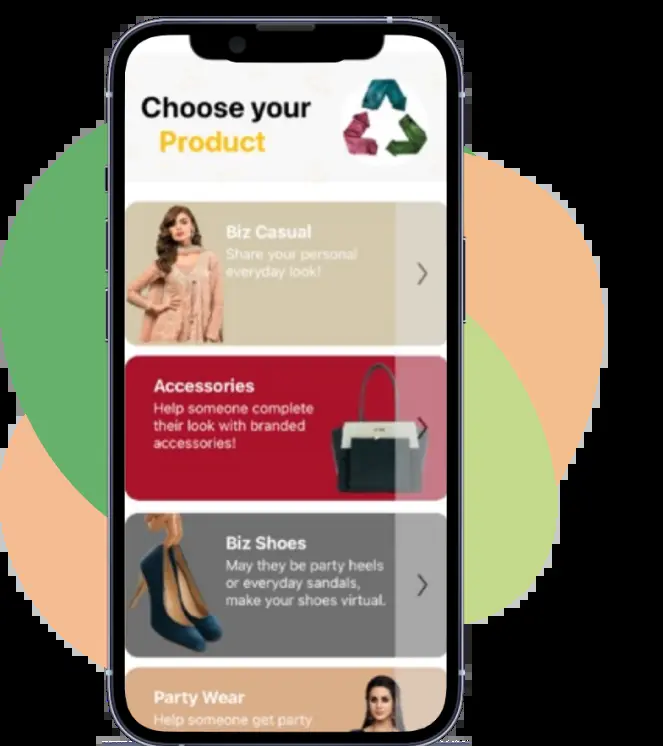 Choose your
Product
Biz Casual
Share your personal
everyday look!
Accessories
Help someone complete
their look with branded
accessories!
Biz Shoes
May they be party heels
or everyday sandals,
make your shoes virtual.
Party Wear
Help someone get party